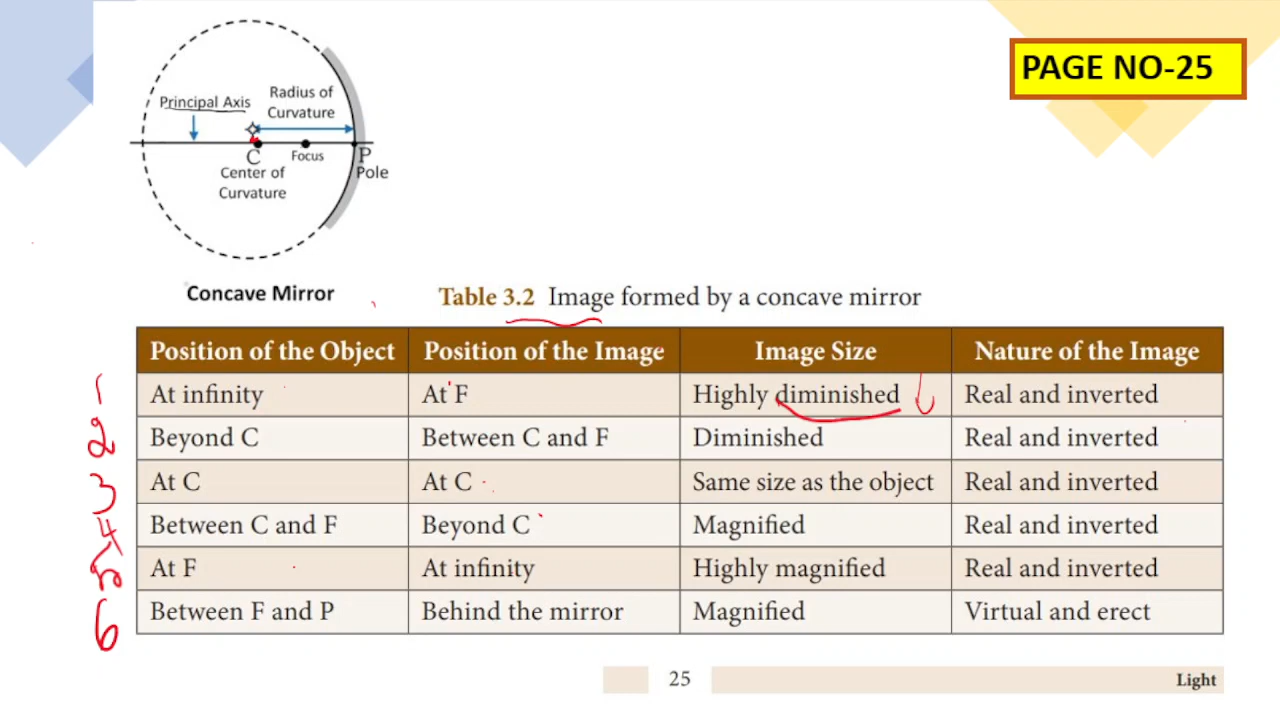 PAGE NO-25
Principal Axis
Radius of
Curvature
C
Focus
P
Center of
Curvature
Pole
Concave Mirror
Table 3.2 Image formed by a concave mirror
Position of the Object Position of the Image Image Size Nature of the Image
1 At infinity At F Highly diminished Real and inverted
2 Beyond C Between C and F Diminished Real and inverted
3 At C At C Same size as the object Real and inverted
4 Between C and F Beyond C Magnified Real and inverted
5 At F At infinity Highly magnified Real and inverted
6 Between F and P Behind the mirror Magnified Virtual and erect
25 Light